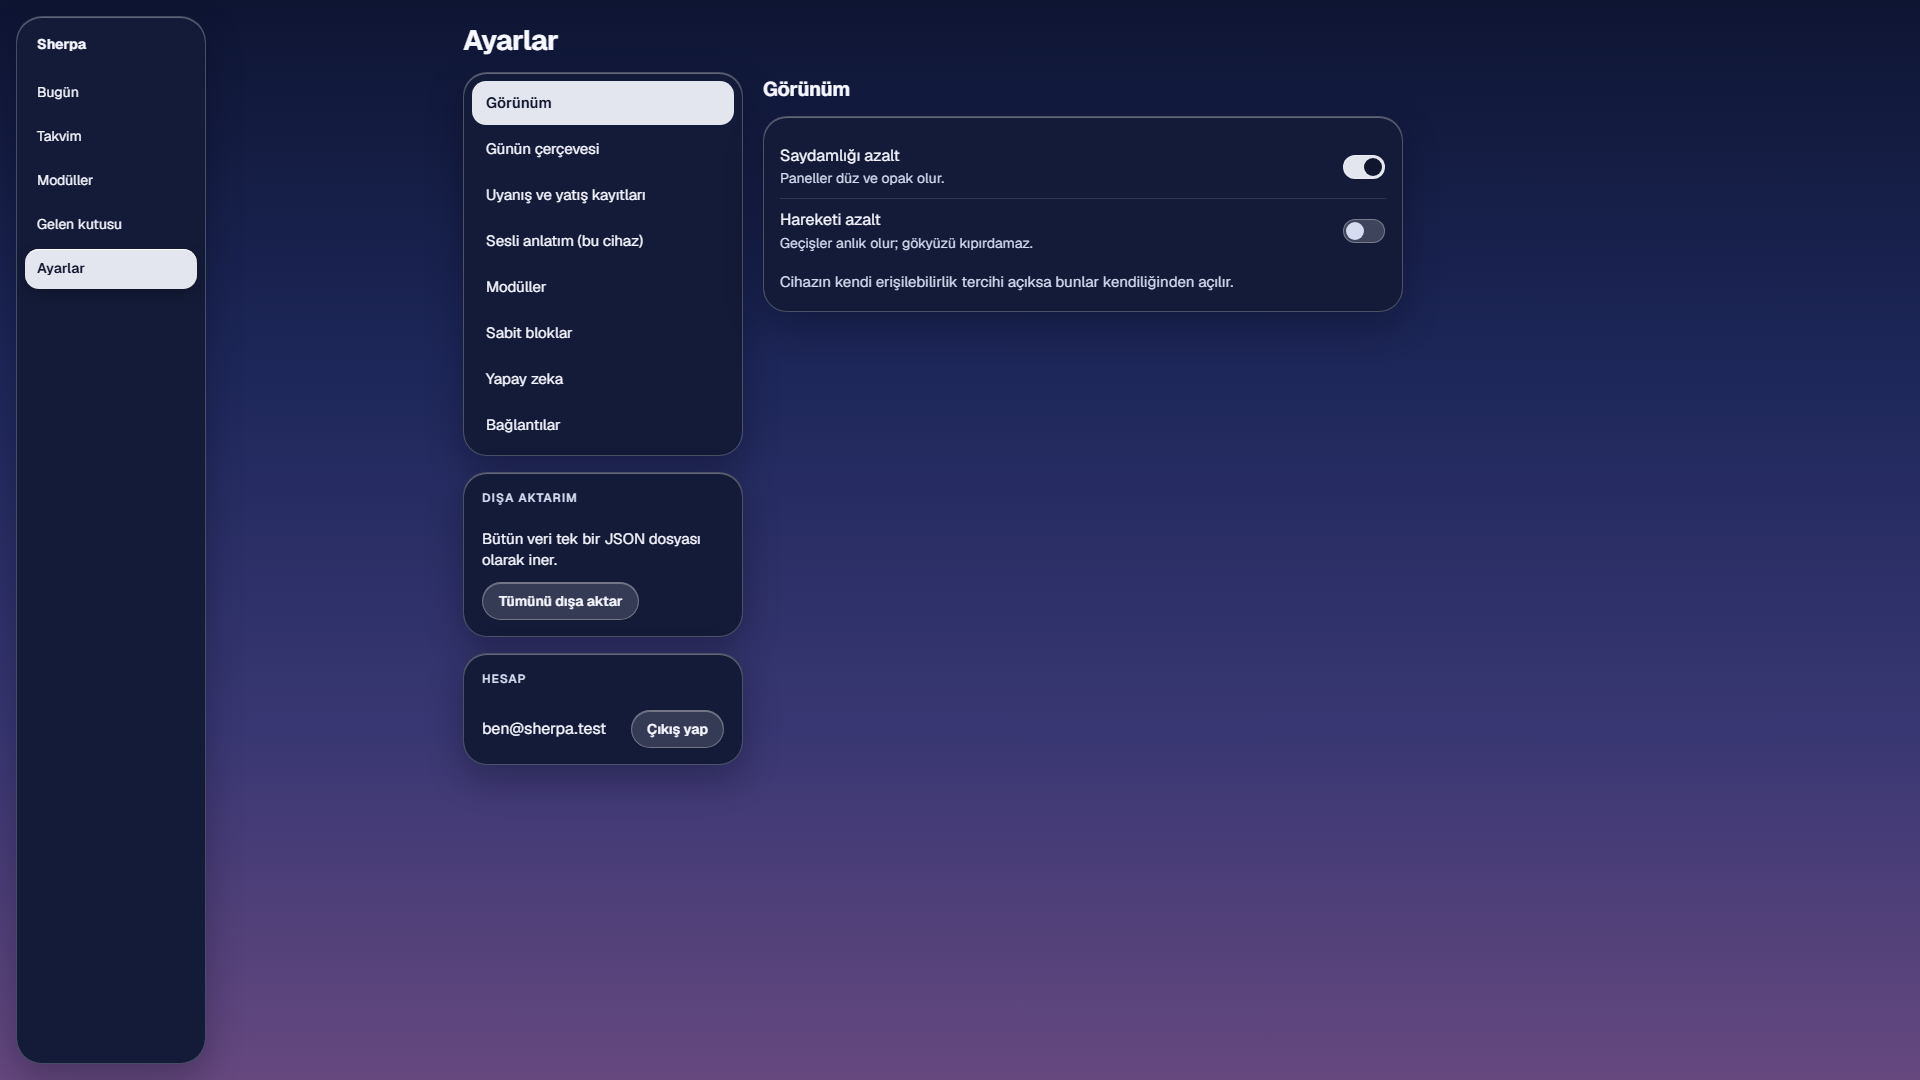 Sherpa
Bugün
Takvim
Modüller
Gelen kutusu
Ayarlar
Ayarlar
Görünüm
Günün çerçevesi
Uyanış ve yatış kayıtları
Sesli anlatım (bu cihaz)
Modüller
Sabit bloklar
Yapay zeka
Bağlantılar
DIŞA AKTARIM
Bütün veri tek bir JSON dosyası
olarak iner.
Tümünü dışa aktar
HESAP
ben@sherpa.test
Çıkış yap
Görünüm
Saydamlığı azalt
Paneller düz ve opak olur.
Hareketi azalt
Geçişler anlık olur; gökyüzü kıpırdamaz.
Cihazın kendi erişilebilirlik tercihi açıksa bunlar kendiliğinden açılır.